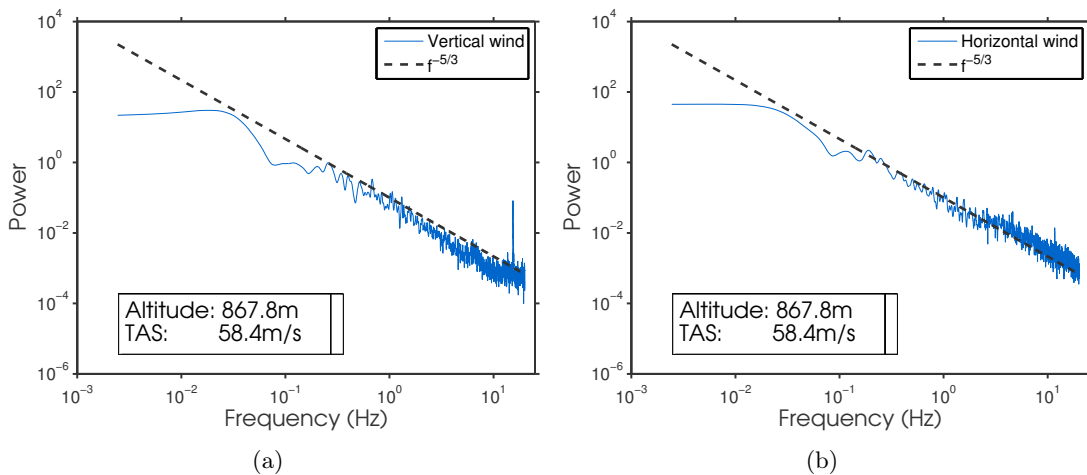 10^4
10^2
10^0
10^-2
10^-4
10^-6
Power
Vertical wind
f^-5/3
Altitude: 867.8m
TAS: 58.4m/s
10^-3 10^-2 10^-1 10^0 10^1
Frequency (Hz)
(a)
10^4
10^2
10^0
10^-2
10^-4
10^-6
Power
Horizontal wind
f^-5/3
Altitude: 867.8m
TAS: 58.4m/s
10^-3 10^-2 10^-1 10^0 10^1
Frequency (Hz)
(b)